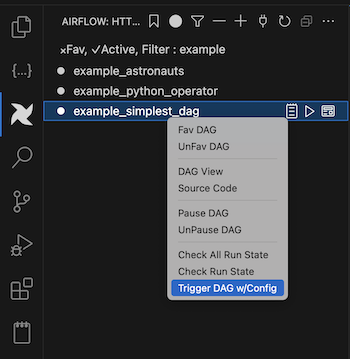 AIRFLOW: HTT...
×Fav, ✓Active, Filter : example
example_astronauts
example_python_operator
example_simplest_dag
Fav DAG
UnFav DAG
DAG View
Source Code
Pause DAG
UnPause DAG
Check All Run State
Check Run State
Trigger DAG w/Config